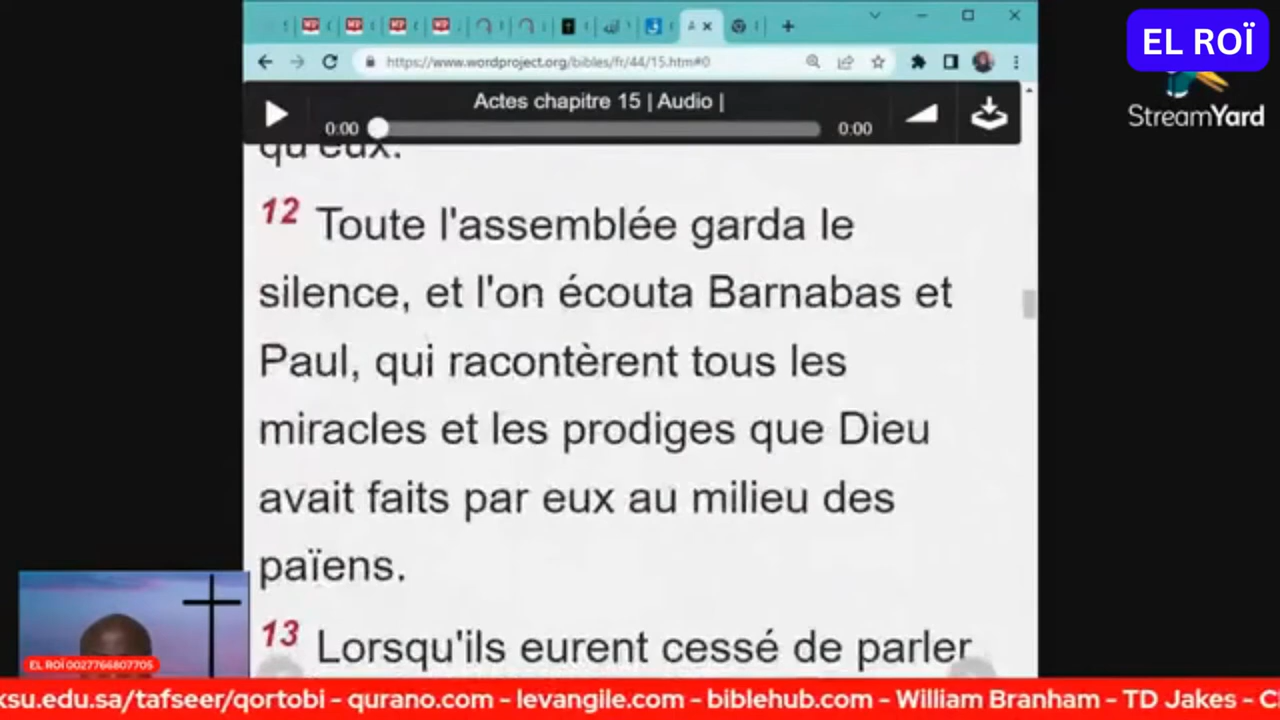 EL ROÏ
StreamYard
https://www.wordproject.org/bibles/fr/44/15.htm#0
Actes chapitre 15 | Audio |
0:00
0:00
qu'eux.
12 Toute l'assemblée garda le
silence, et l'on écouta Barnabas et
Paul, qui racontèrent tous les
miracles et les prodiges que Dieu
avait faits par eux au milieu des
païens.
13 Lorsqu'ils eurent cessé de parler
EL ROÏ 0027766807705
ksu.edu.sa/tafseer/qortobi - qurano.com - levangile.com - biblehub.com - William Branham - TD Jakes - C